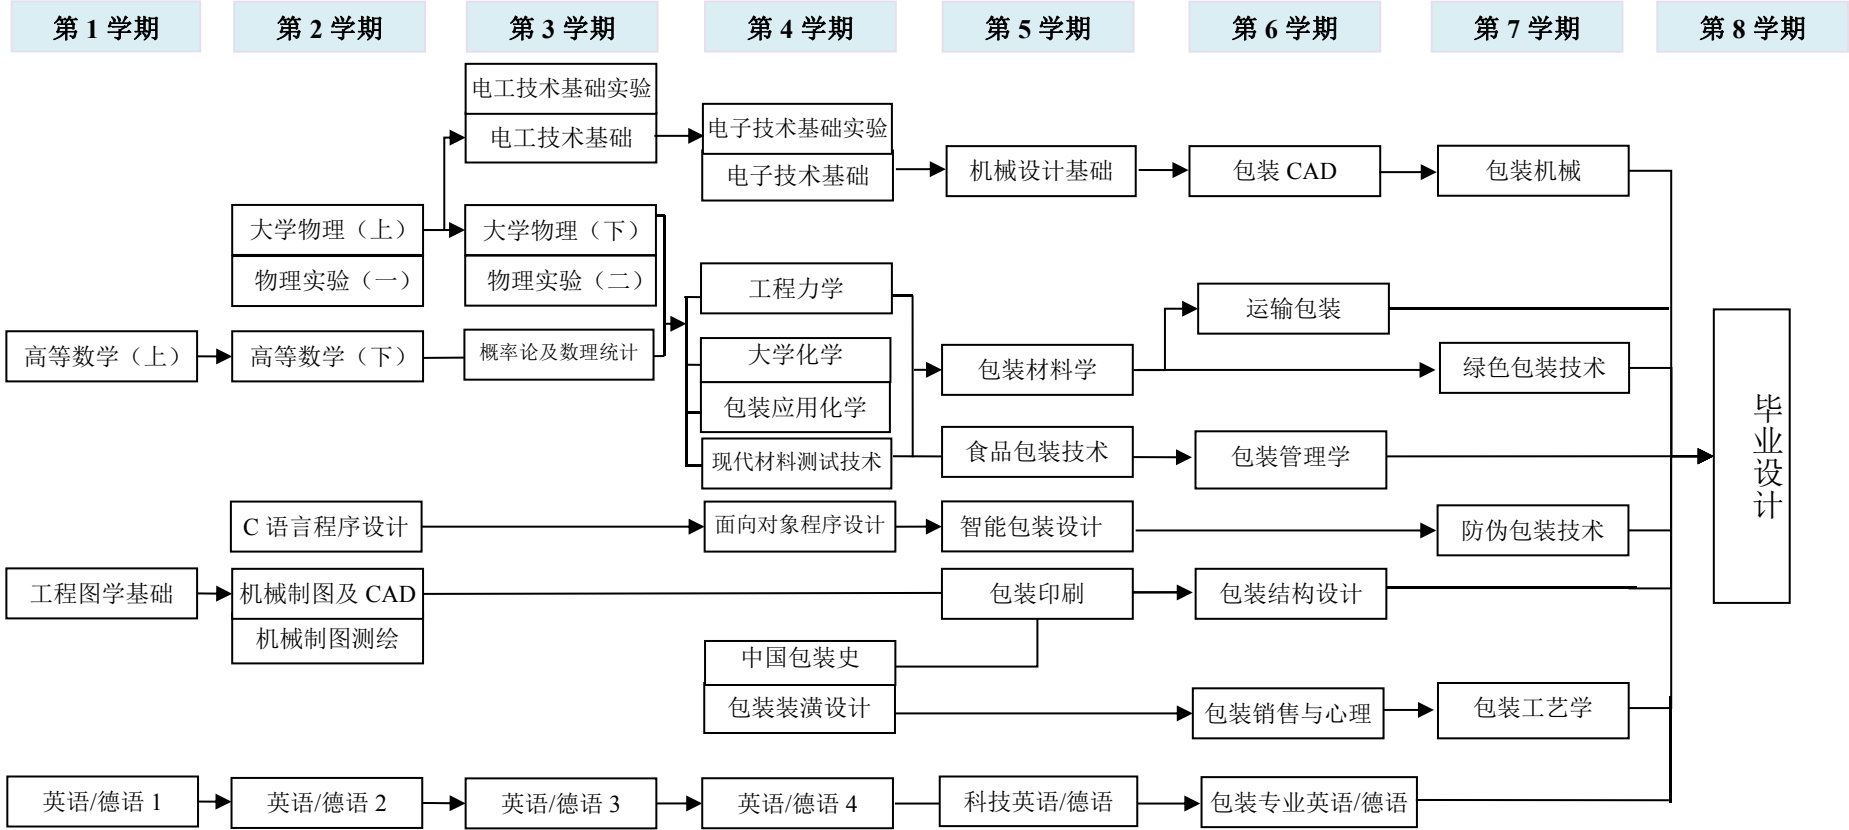 第 1 学期
第 2 学期
第 3 学期
第 4 学期
第 5 学期
第 6 学期
第 7 学期
第 8 学期
电工技术基础实验
电工技术基础
电子技术基础实验
电子技术基础
机械设计基础
包装 CAD
包装机械
大学物理（上）
物理实验（一）
大学物理（下）
物理实验（二）
工程力学
运输包装
高等数学（上）
高等数学（下）
概率论及数理统计
大学化学
包装应用化学
现代材料测试技术
包装材料学
绿色包装技术
食品包装技术
包装管理学
毕业设计
C 语言程序设计
面向对象程序设计
智能包装设计
防伪包装技术
工程图学基础
机械制图及 CAD
机械制图测绘
包装印刷
包装结构设计
中国包装史
包装装潢设计
包装销售与心理
包装工艺学
英语/德语 1
英语/德语 2
英语/德语 3
英语/德语 4
科技英语/德语
包装专业英语/德语